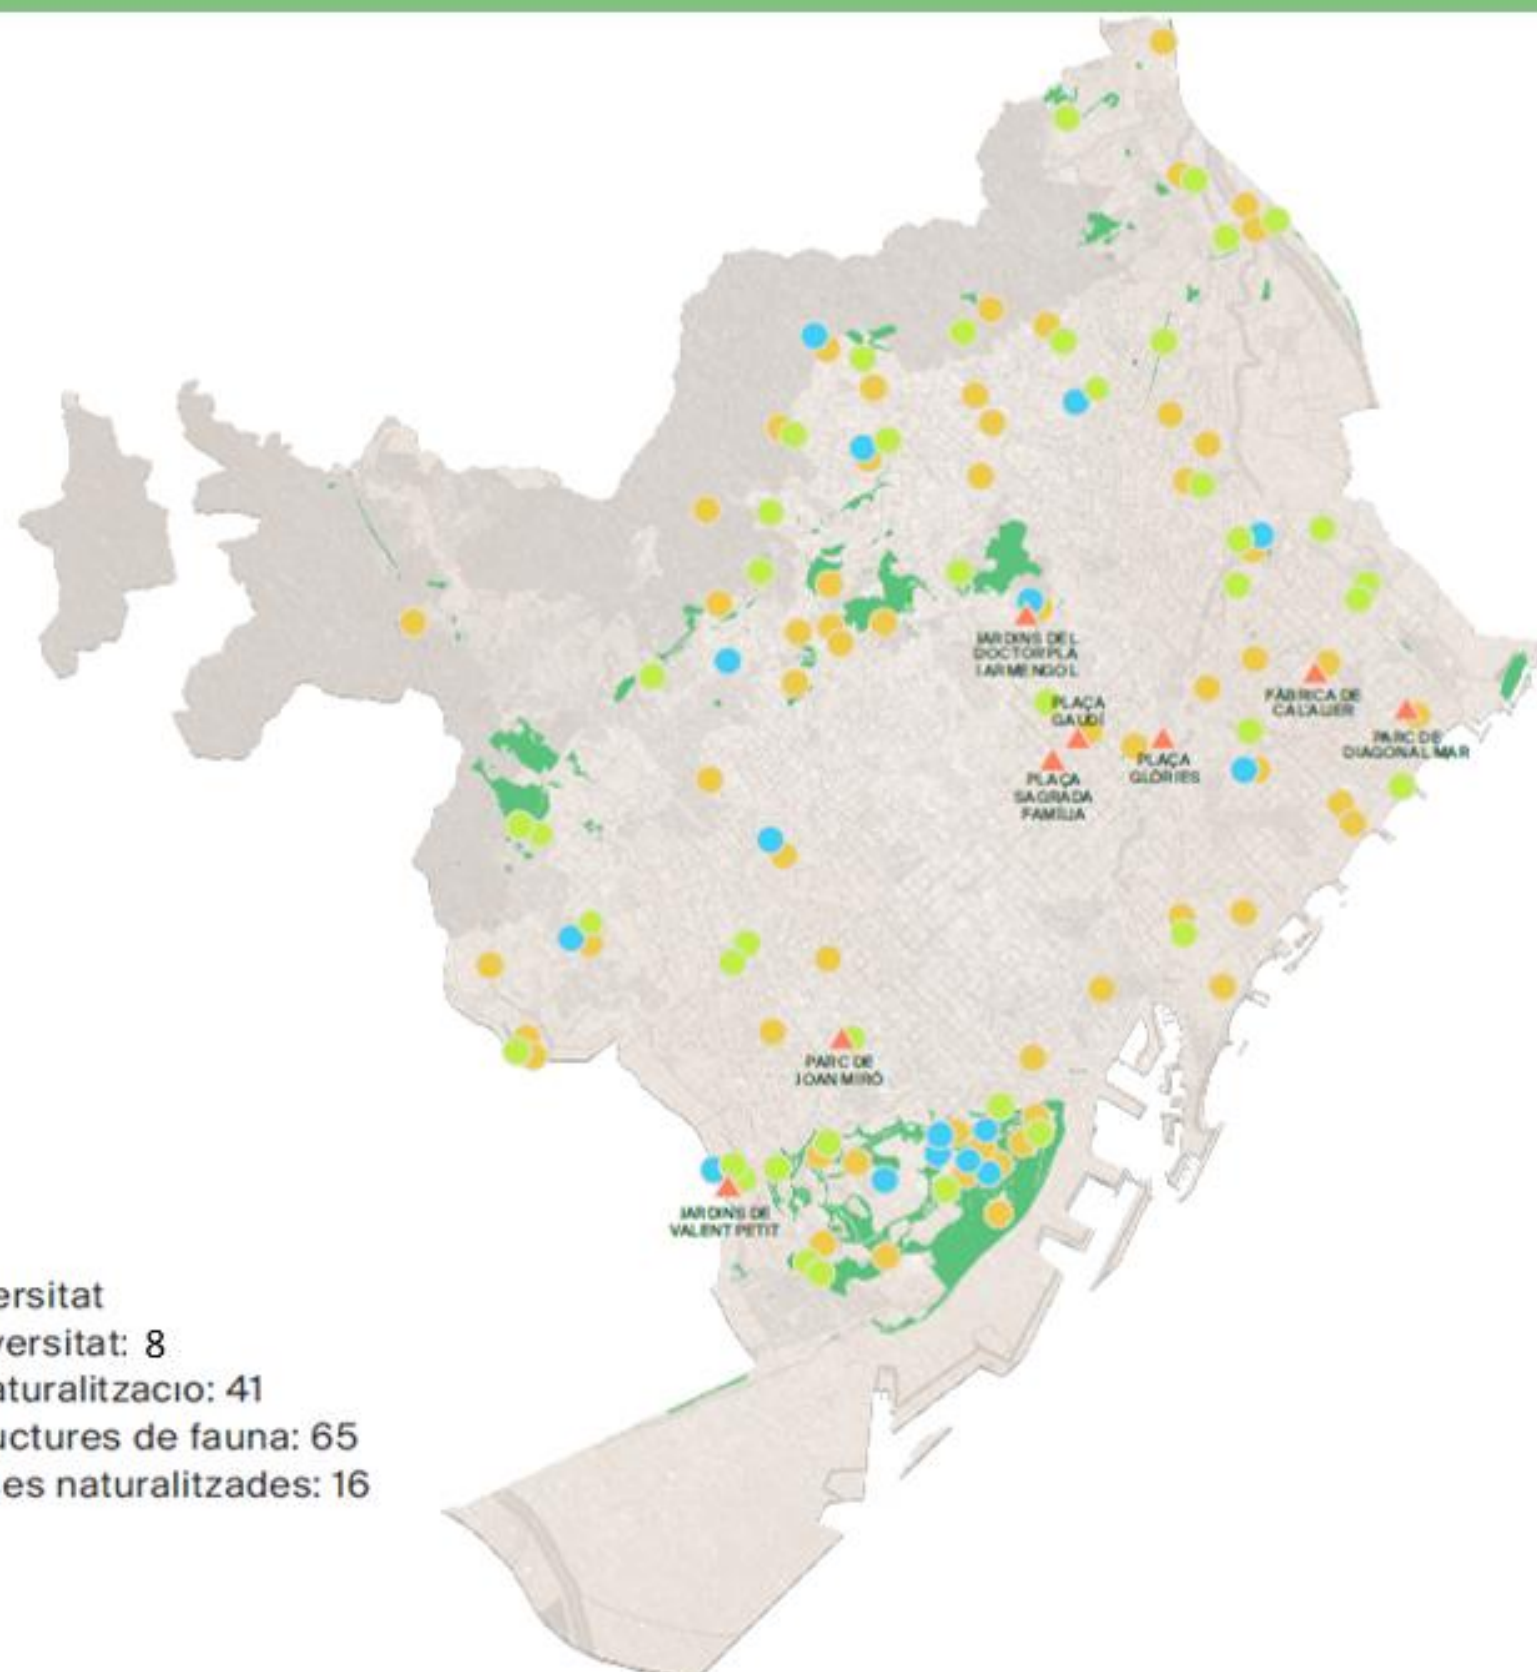 JARDINS DEL
DOCTOR PLA
I ARMENGOL
PLAÇA
GAUDÍ
FÀBRICA DE
CAL'ALIER
PARC DE
DIAGONAL MAR
PLAÇA
GLÒRIES
PLAÇA
SAGRADA
FAMÍLIA
PARC DE
JOAN MIRÓ
JARDINS DE
VALENT PETIT
ersitat
versitat: 8
aturalització: 41
uctures de fauna: 65
es naturalitzades: 16